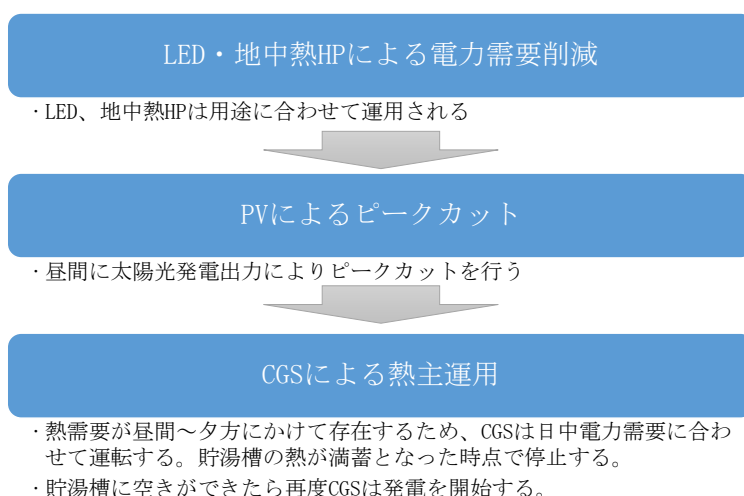 LED・地中熱HPによる電力需要削減
・LED、地中熱HPは用途に合わせて運用される
PVによるピークカット
・昼間に太陽光発電出力によりピークカットを行う
CGSによる熱主運用
・熱需要が昼間～夕方にかけて存在するため、CGSは日中電力需要に合わ
せて運転する。貯湯槽の熱が満蓄となった時点で停止する。
・貯湯槽に空きができたら再度CGSは発電を開始する。